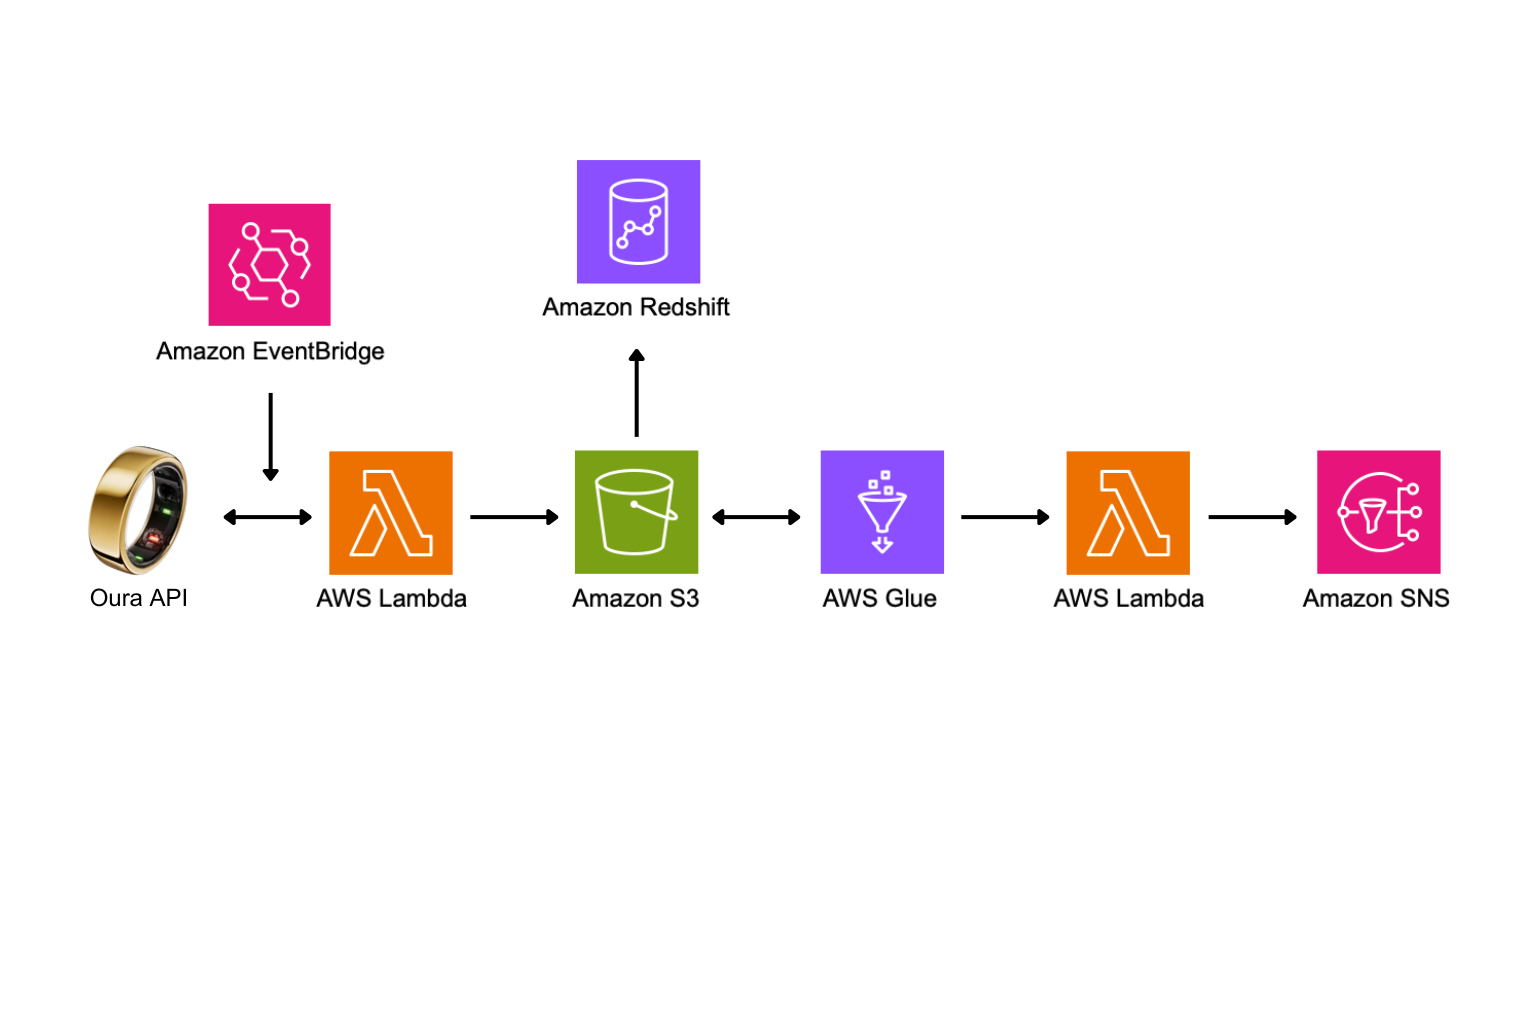 Amazon Redshift
Amazon EventBridge
Oura API
AWS Lambda
Amazon S3
AWS Glue
AWS Lambda
Amazon SNS